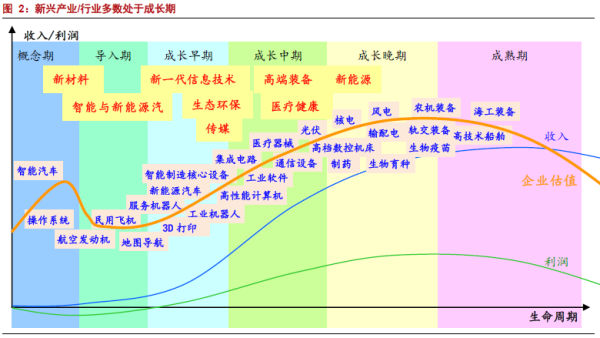 图 2：新兴产业/行业多数处于成长期
收入/利润
概念期 导入期 成长早期 成长中期 成长晚期 成熟期
新材料 新一代信息技术 高端装备 新能源
智能与新能源汽 生态环保 医疗健康
传媒
核电 风电 农机装备 海工装备
光伏 输配电 航交装备 高技术船舶 收入
医疗器械 高档数控机床 生物疫苗
集成电路 通信设备 制药 生物育种
智能汽车 智能制造核心设备 工业软件 企业估值
新能源汽车 高性能计算机
服务机器人 工业机器人
操作系统 民用飞机 3D打印
航空发动机 地图导航
利润
生命周期